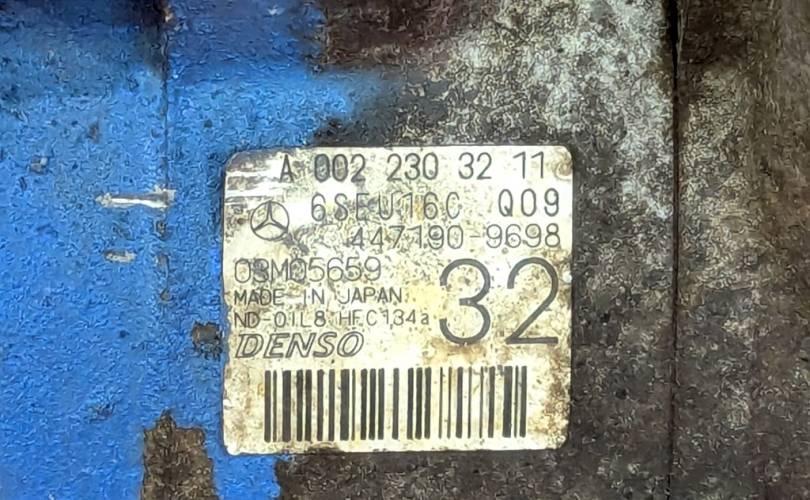 A 002 230 32 11
6SEU16C Q09
447190-9698
03M05659
MADE IN JAPAN
ND-OIL8 HFC134a
32
DENSO